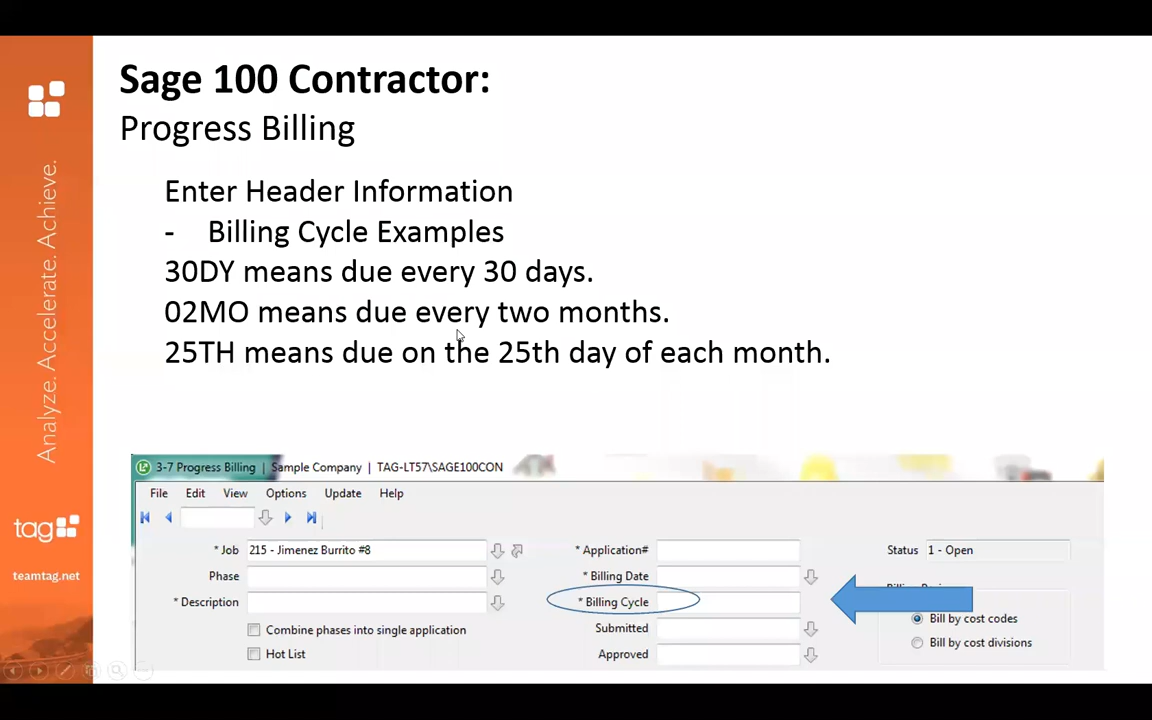 Sage 100 Contractor:
Progress Billing
Enter Header Information
- Billing Cycle Examples
30DY means due every 30 days.
02MO means due every two months.
25TH means due on the 25th day of each month.
Analyze. Accelerate. Achieve.
tag
teamtag.net
3-7 Progress Billing | Sample Company | TAG-LT57\SAGE100CON
File Edit View Options Update Help
* Job 215 - Jimenez Burrito #8 * Application# Status 1 - Open
Phase * Billing Date
* Description * Billing Cycle Bill by cost codes
Combine phases into single application Submitted Bill by cost divisions
Hot List Approved